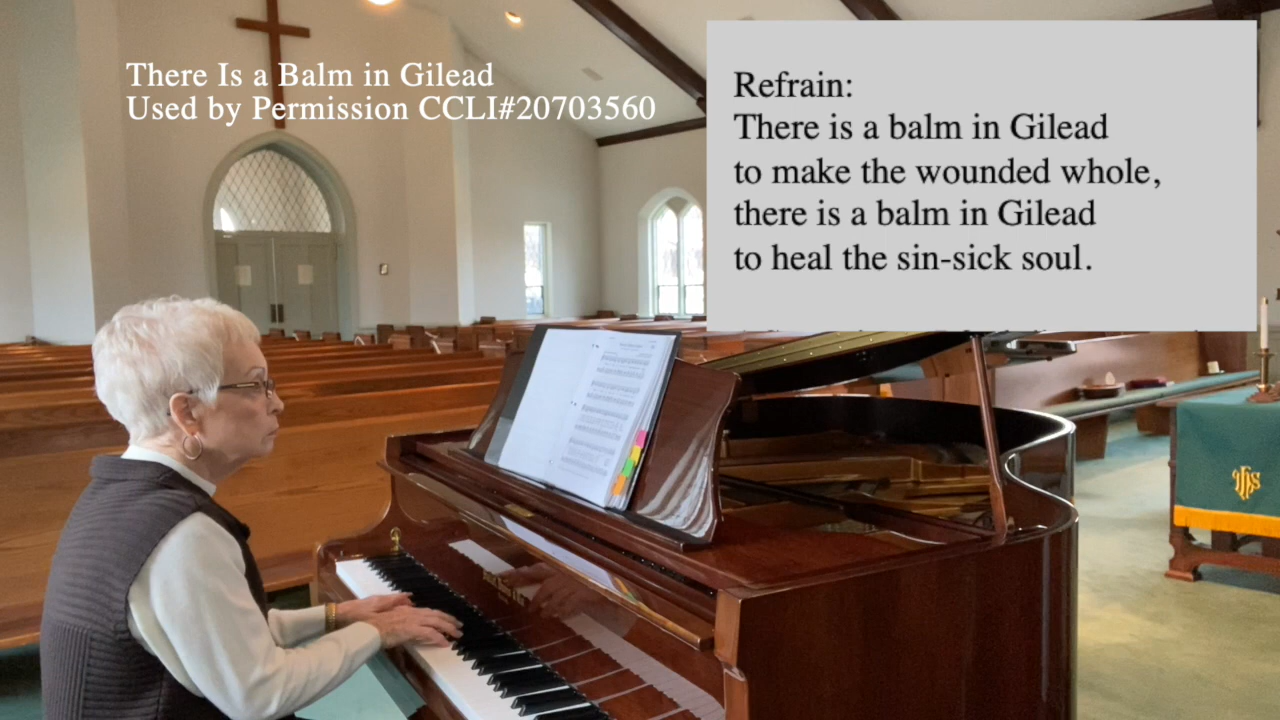 There Is a Balm in Gilead
Used by Permission CCLI#20703560
Refrain:
There is a balm in Gilead
to make the wounded whole,
there is a balm in Gilead
to heal the sin-sick soul.
IHS